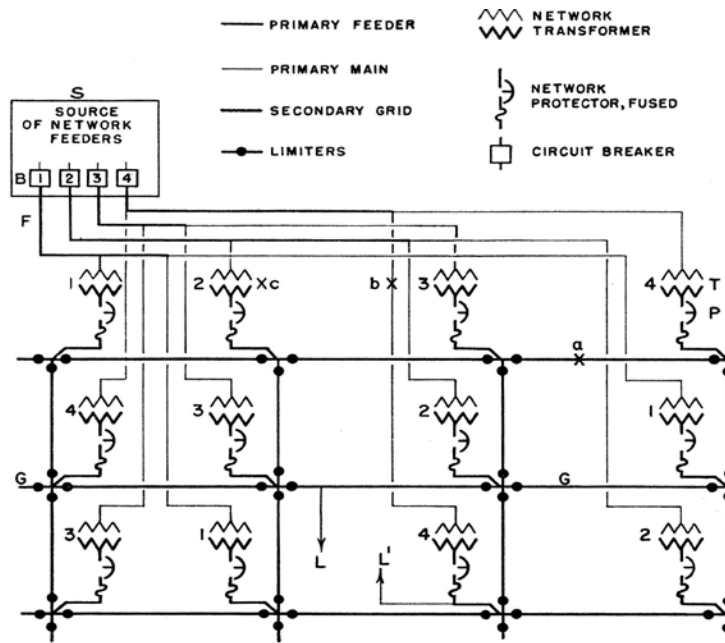 PRIMARY FEEDER
PRIMARY MAIN
SECONDARY GRID
LIMITERS
NETWORK
TRANSFORMER
NETWORK
PROTECTOR, FUSED
CIRCUIT BREAKER
S
SOURCE
OF NETWORK
FEEDERS
B 1 2 3 4
F
1 2 X c b X 3 4 T
P
a
X
4 3 2 1
G G
3 1 4 2
L L'